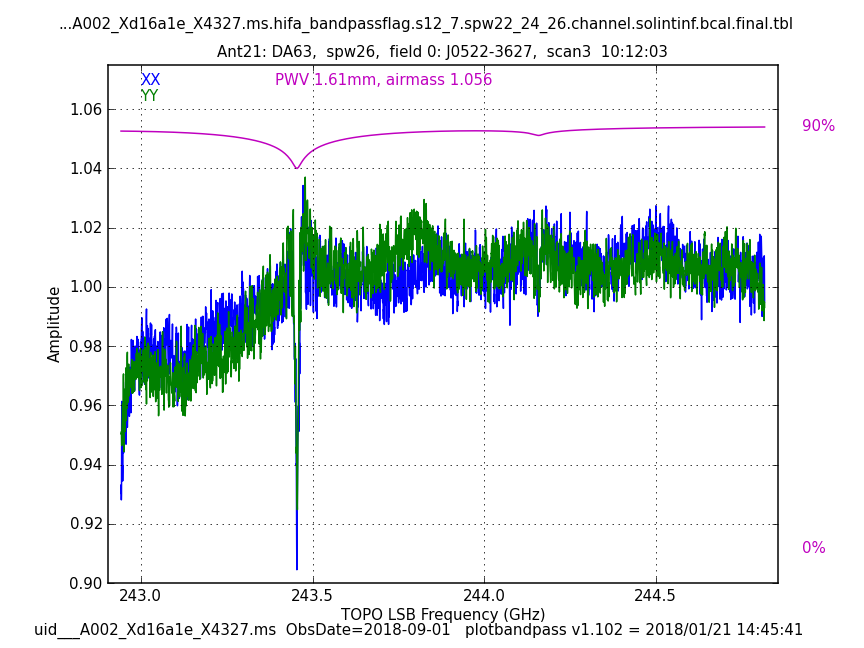 ...A002_Xd16a1e_X4327.ms.hifa_bandpassflag.s12_7.spw22_24_26.channel.solintinf.bcal.final.tbl
Ant21: DA63, spw26, field 0: J0522-3627, scan3 10:12:03
XX
PWV 1.61mm, airmass 1.056
YY
1.06
90%
1.04
1.02
1.00
Amplitude
0.98
0.96
0.94
0.92
0%
0.90
243.0 243.5 244.0 244.5
TOPO LSB Frequency (GHz)
uid___A002_Xd16a1e_X4327.ms ObsDate=2018-09-01 plotbandpass v1.102 = 2018/01/21 14:45:41